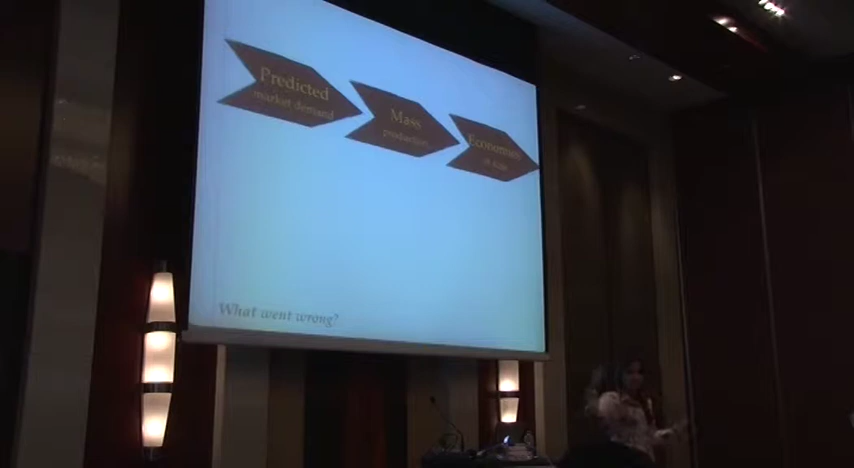 Predicted
market demand
Mass
production
Economies
of scale
What went wrong?